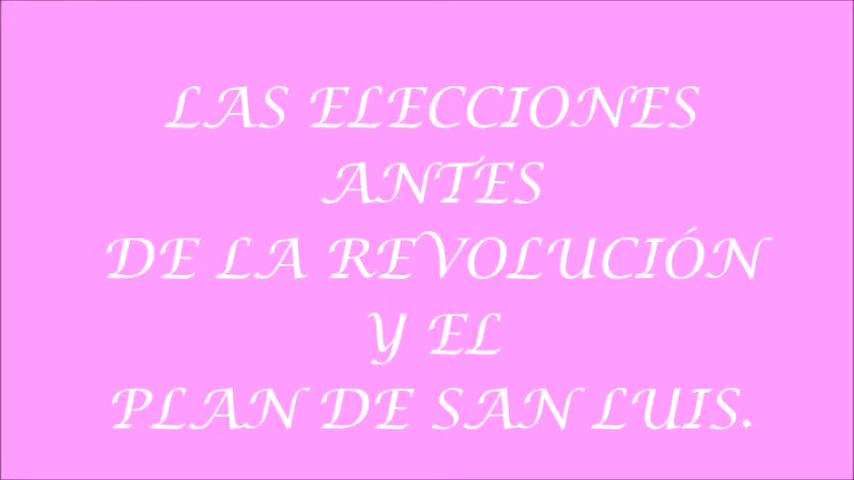 LAS ELECCIONES
ANTES
DE LA REVOLUCIÓN
Y EL
PLAN DE SAN LUIS.